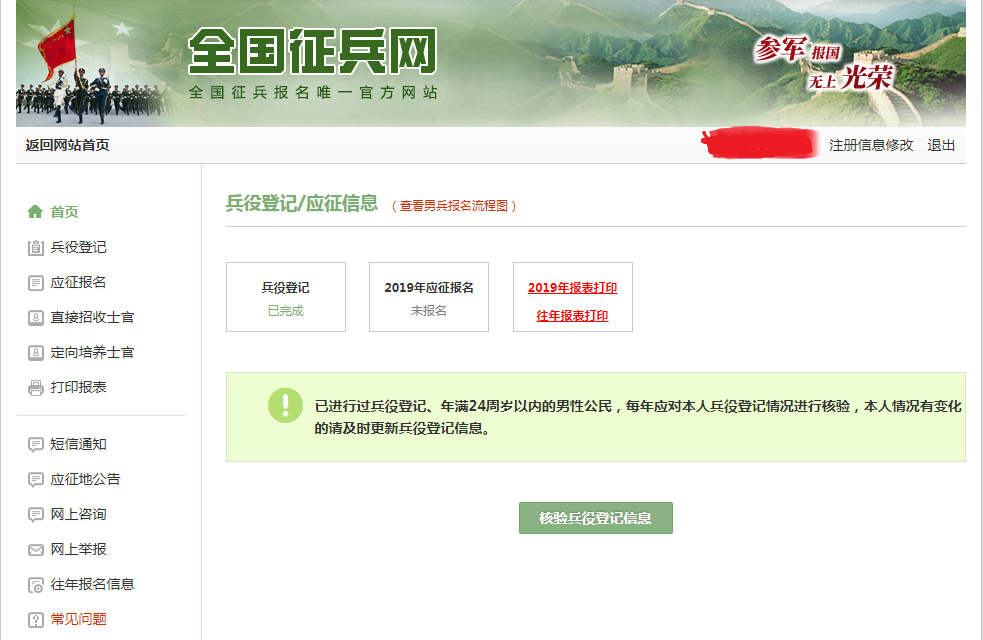 全国征兵网
全国征兵报名唯一官方网站
参军 报国
无上 光荣
返回网站首页
注册信息修改 退出
首页
兵役登记
应征报名
直接招收士官
定向培养士官
打印报表
短信通知
应征地公告
网上咨询
网上举报
往年报名信息
常见问题
兵役登记/应征信息 （查看男兵报名流程图）
兵役登记
已完成
2019年应征报名
未报名
2019年报表打印
往年报表打印
已进行过兵役登记、年满24周岁以内的男性公民，每年应对本人兵役登记情况进行核验，本人情况有变化
的请及时更新兵役登记信息。
核验兵役登记信息